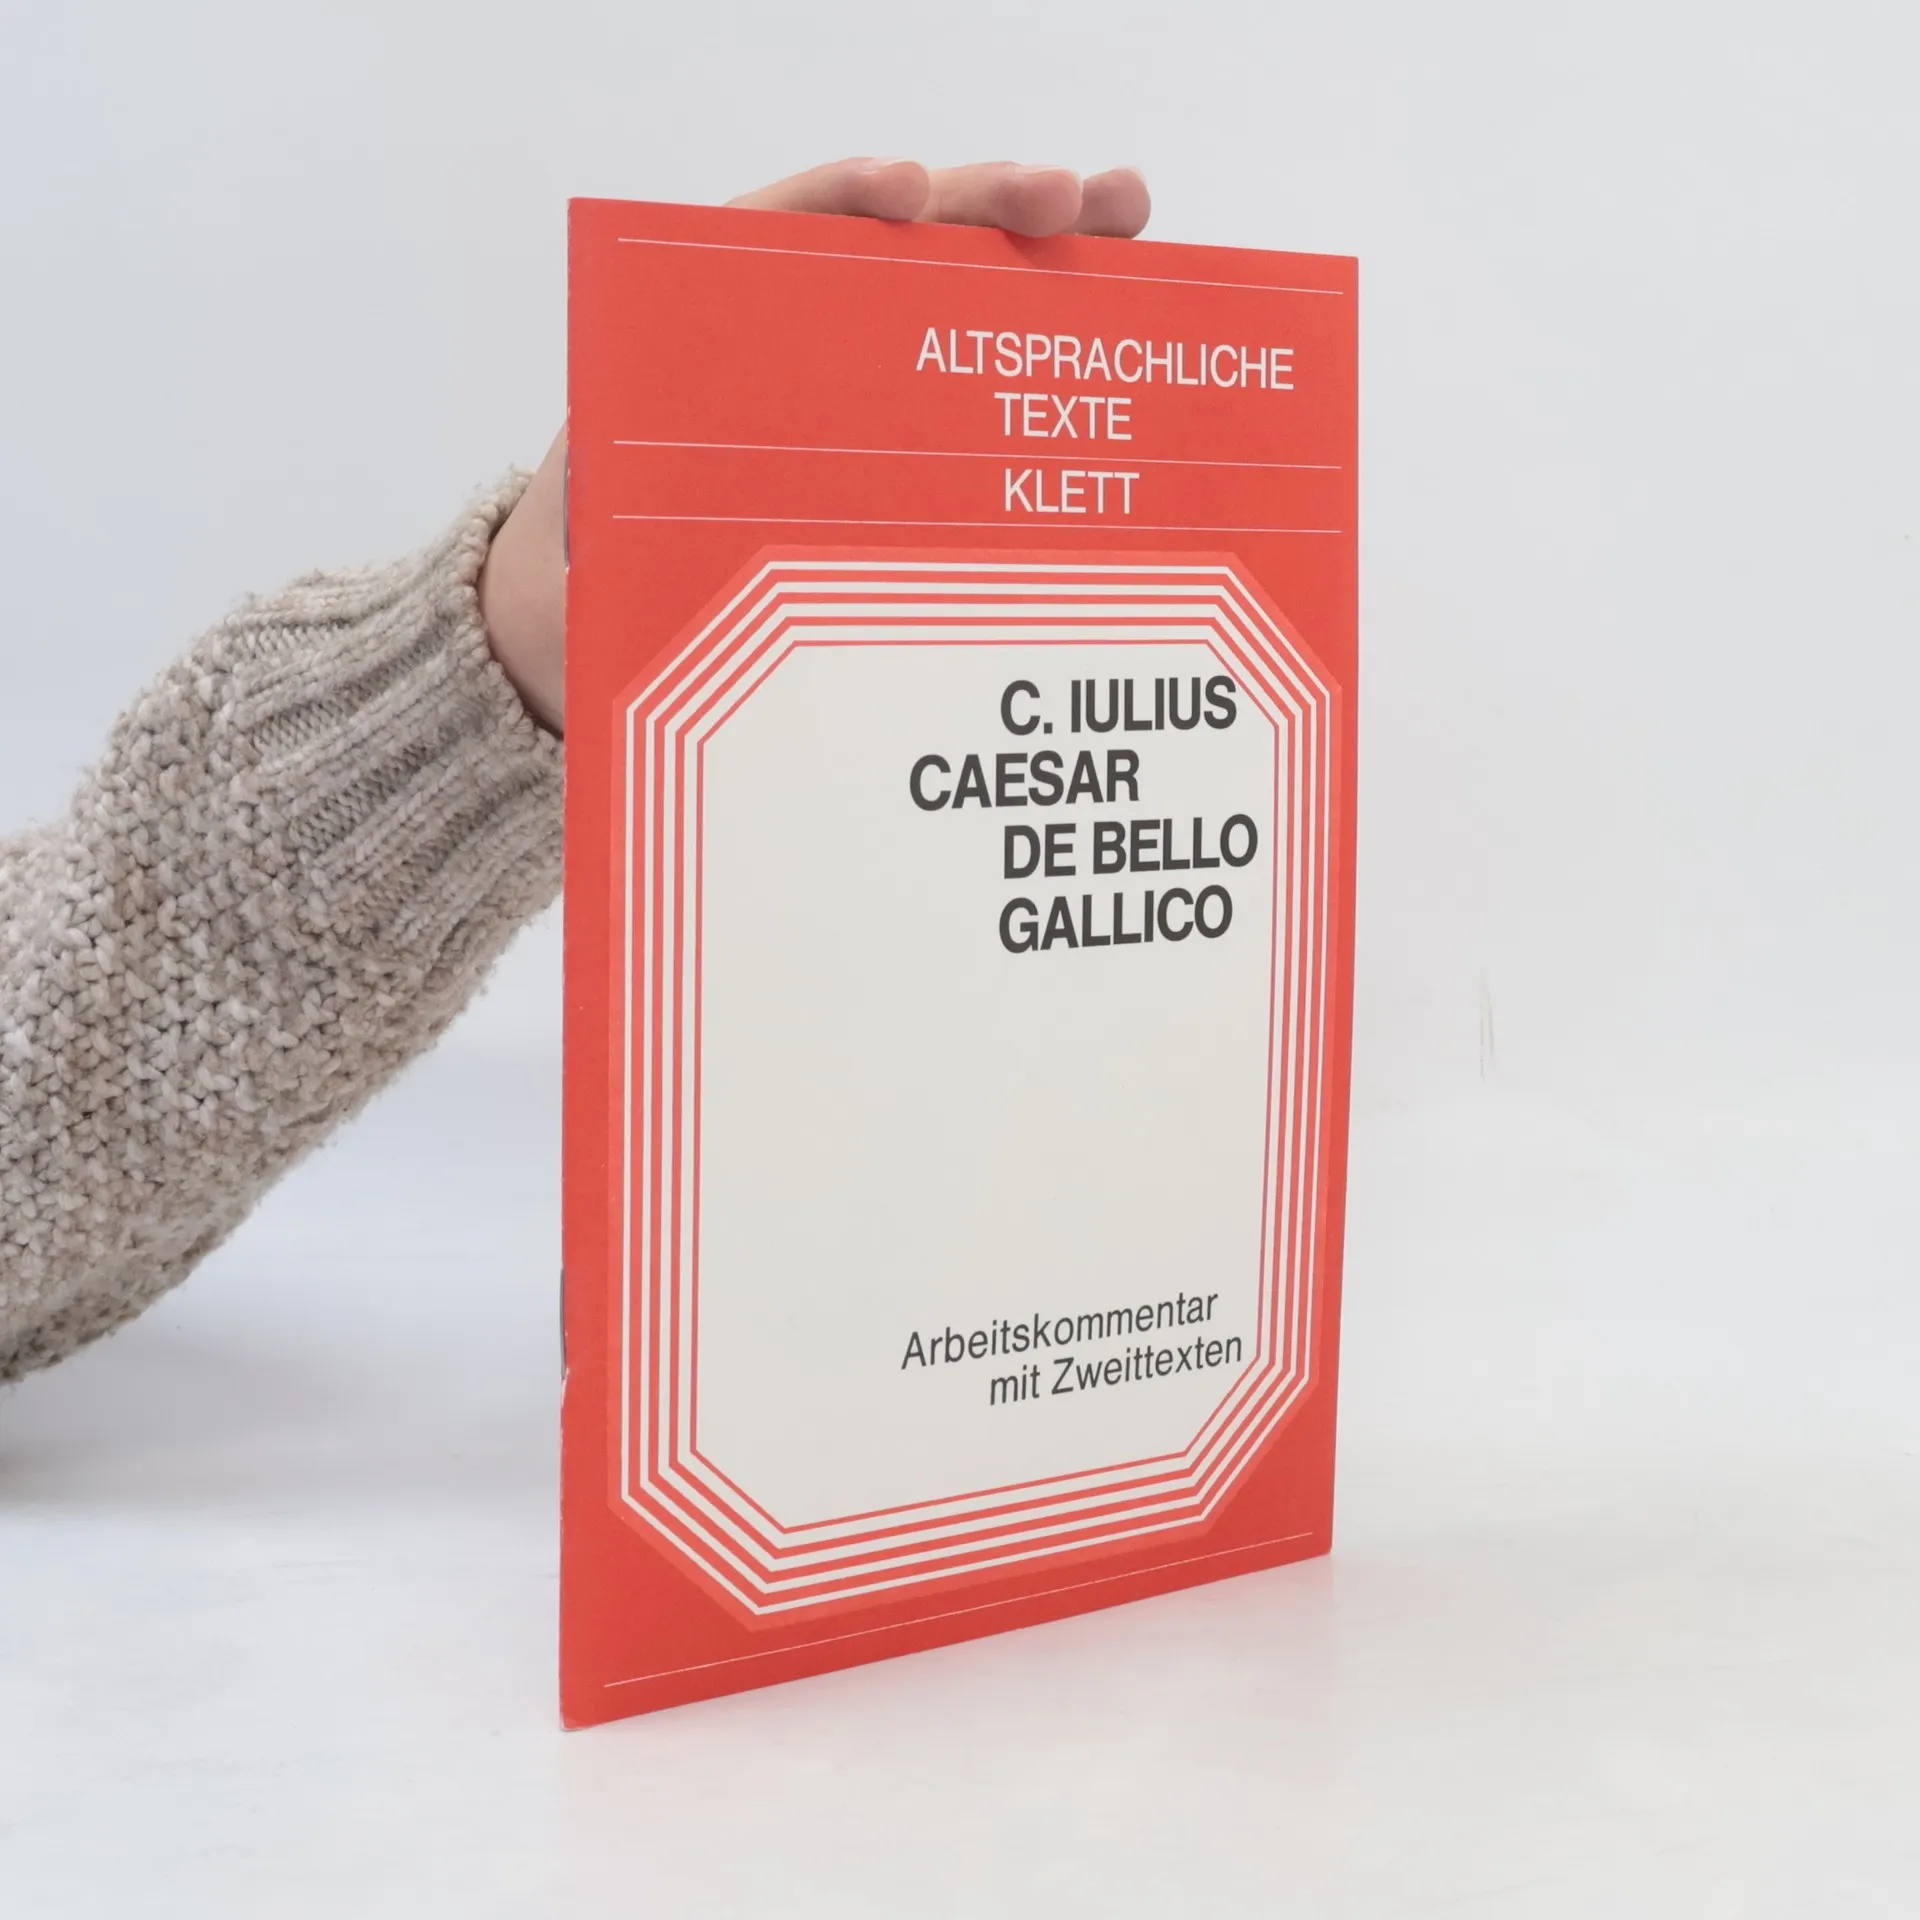 ALTSPRACHLICHE
TEXTE
KLETT
C. IULIUS
CAESAR
DE BELLO
GALLICO
Arbeitskommentar
mit Zweittexten